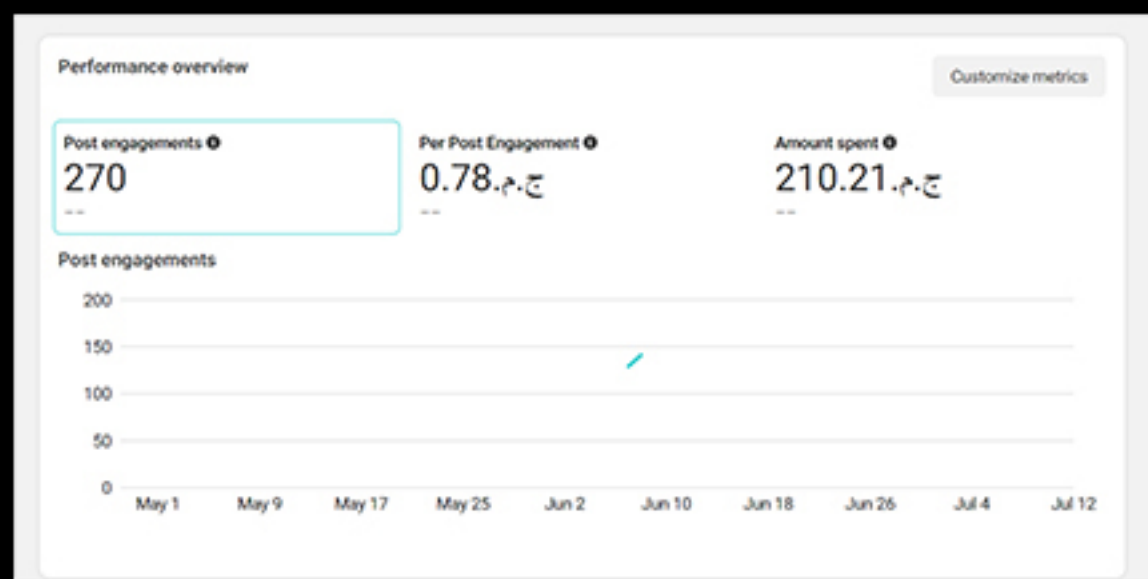 Performance overview
Customize metrics
Post engagements
270
--
Per Post Engagement
0.78.ج.م
--
Amount spent
210.21.ج.م
--
Post engagements
200
150
100
50
0
May 1 May 9 May 17 May 25 Jun 2 Jun 10 Jun 18 Jun 26 Jul 4 Jul 12